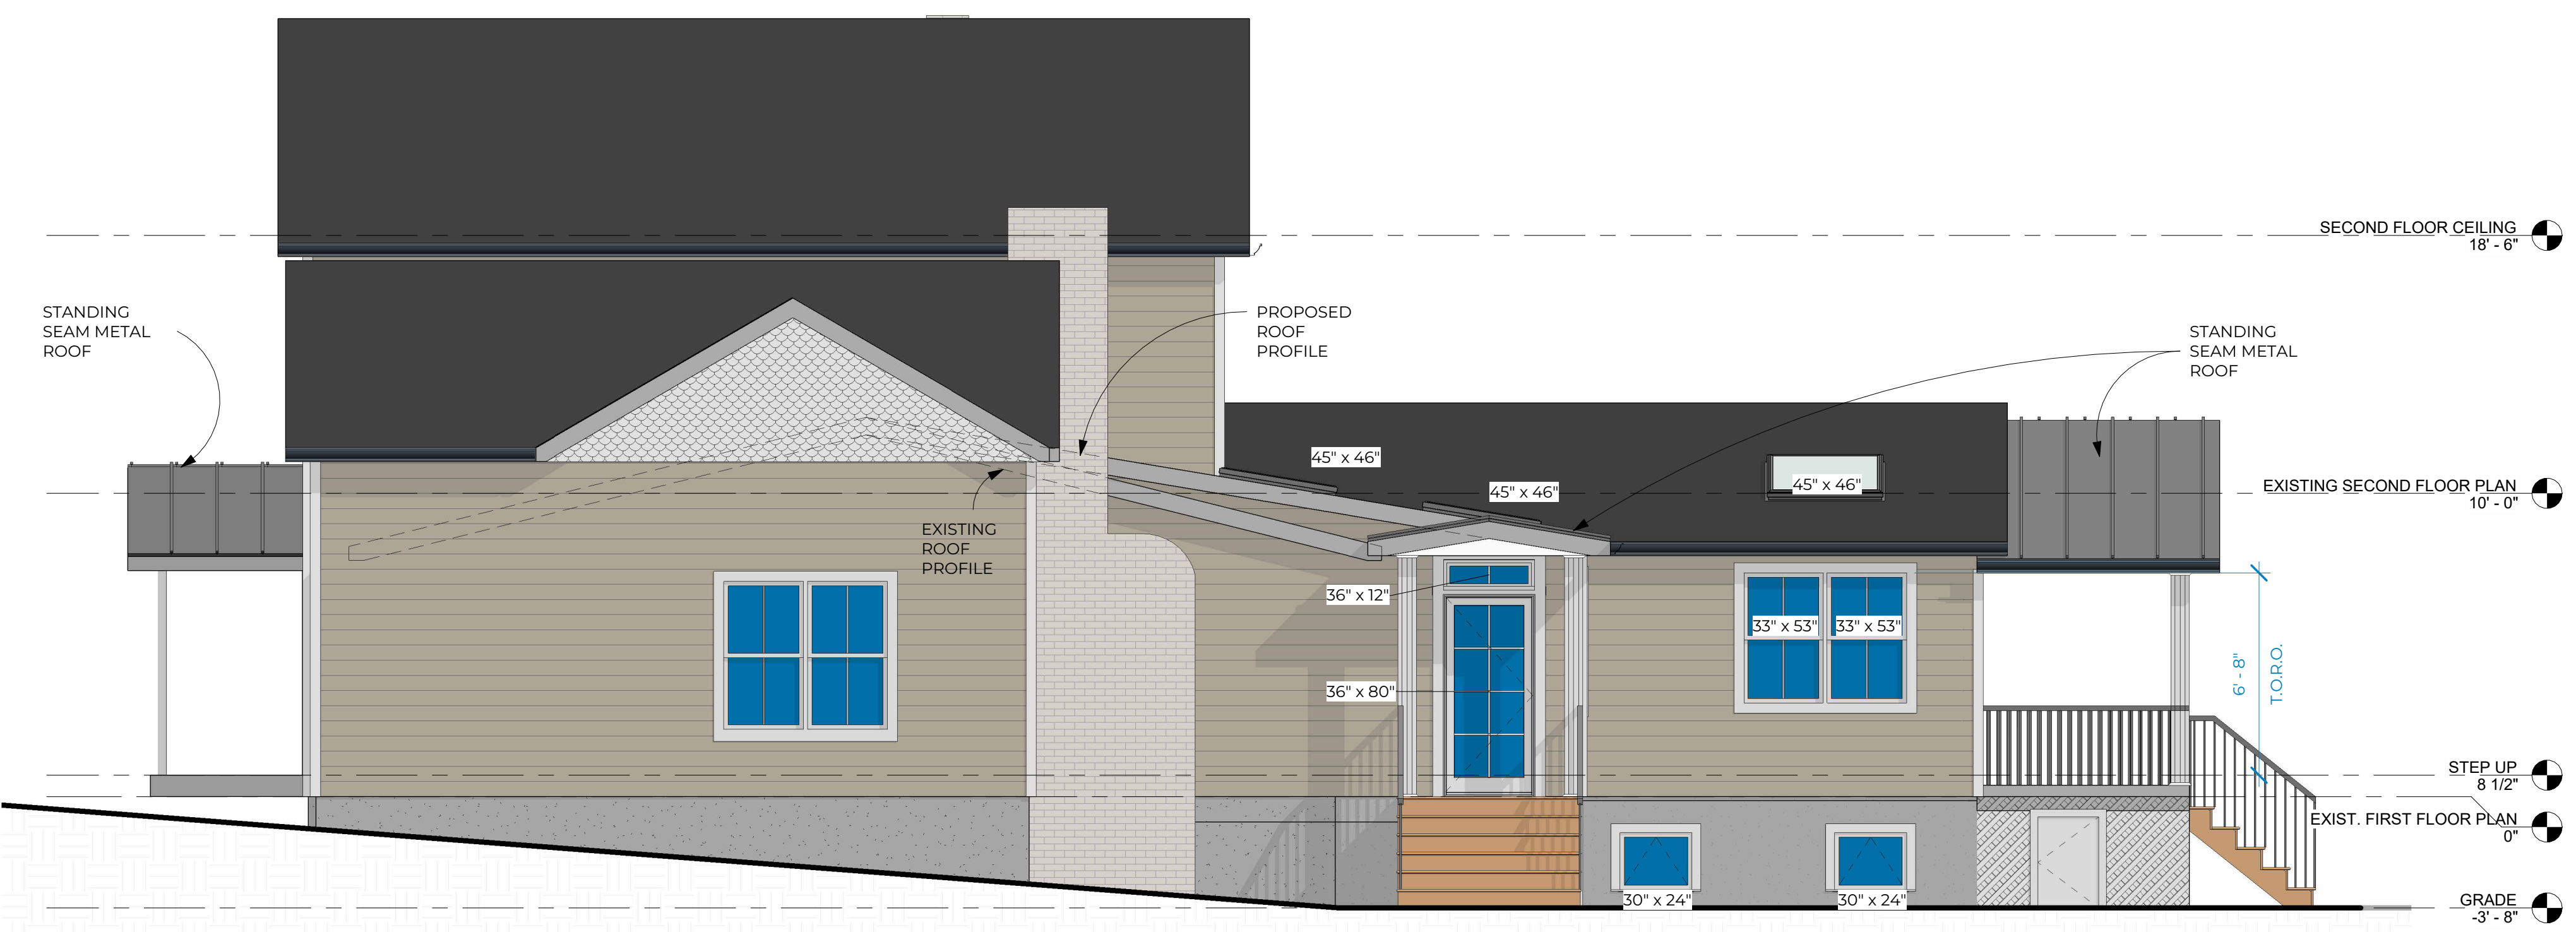 SECOND FLOOR CEILING
18' - 6"
STANDING
SEAM METAL
ROOF
PROPOSED
ROOF
PROFILE
STANDING
SEAM METAL
ROOF
45" x 46"
45" x 46"
45" x 46"
EXISTING SECOND FLOOR PLAN
10' - 0"
EXISTING
ROOF
PROFILE
36" x 12"
33" x 53"
33" x 53"
36" x 80"
6' - 8"
T.O.R.O.
STEP UP
8 1/2"
EXIST. FIRST FLOOR PLAN
0"
30" x 24"
30" x 24"
GRADE
-3' - 8"